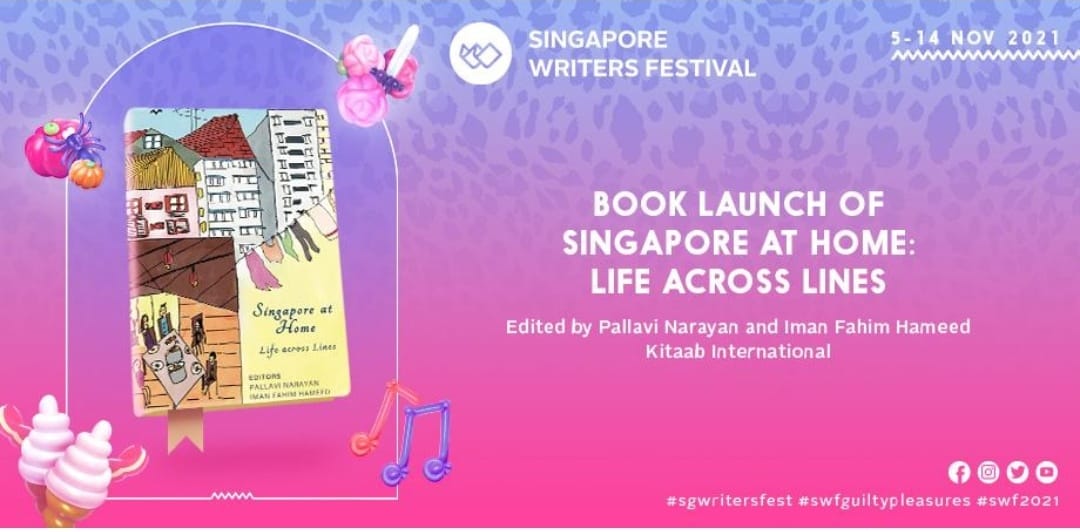 SINGAPORE
WRITERS FESTIVAL
5-14 NOV 2021
BOOK LAUNCH OF
SINGAPORE AT HOME:
LIFE ACROSS LINES
Edited by Pallavi Narayan and Iman Fahim Hameed
Kitaab International
Singapore at
Home
Life across Lines
EDITORS
PALLAVI NARAYAN
IMAN FAHIM HAMEED
#sgwritersfest #swfguiltypleasures #swf2021